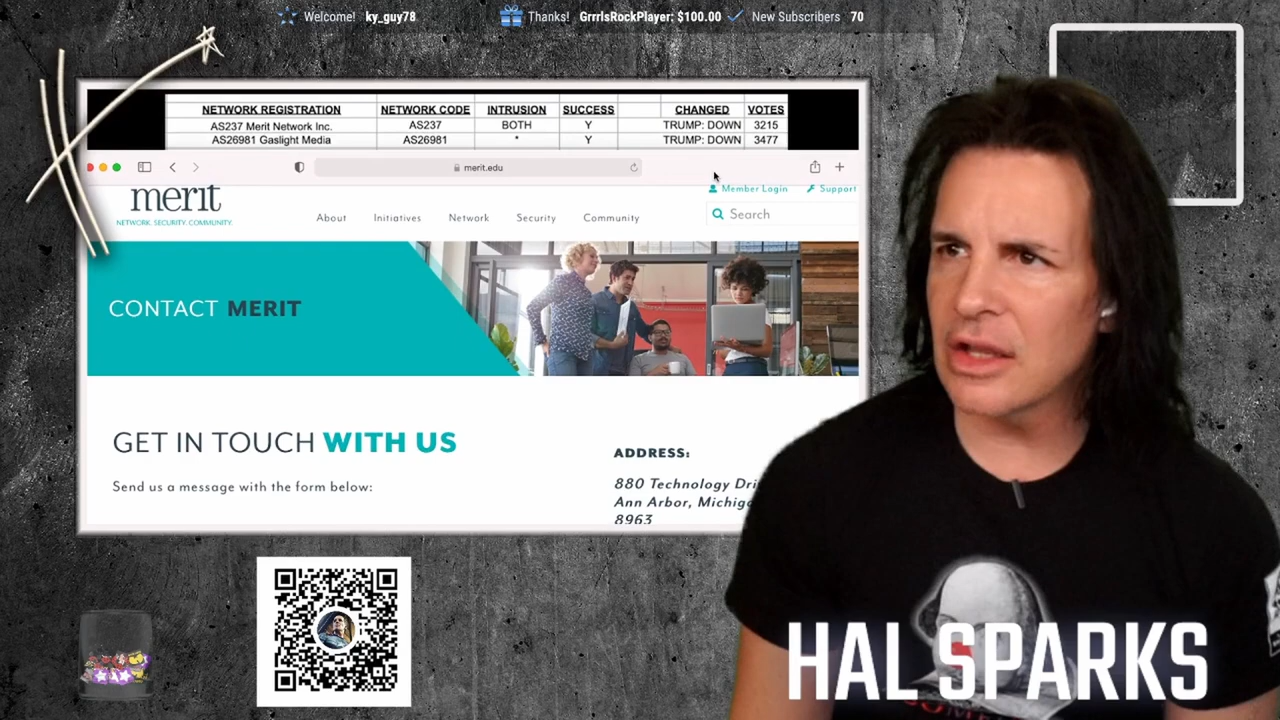 Welcome! ky_guy78
Thanks! GrrrlsRockPlayer: $100.00
New Subscribers 70
NETWORK REGISTRATION NETWORK CODE INTRUSION SUCCESS CHANGED VOTES
AS237 Merit Network Inc. AS237 BOTH Y TRUMP: DOWN 3215
AS26981 Gaslight Media AS26981 * Y TRUMP: DOWN 3477
merit.edu
merit
NETWORK. SECURITY. COMMUNITY.
Member Login Support
About Initiatives Network Security Community
Search
CONTACT MERIT
GET IN TOUCH WITH US
Send us a message with the form below:
ADDRESS:
880 Technology Dri
Ann Arbor, Michig
8963
HAL SPARKS